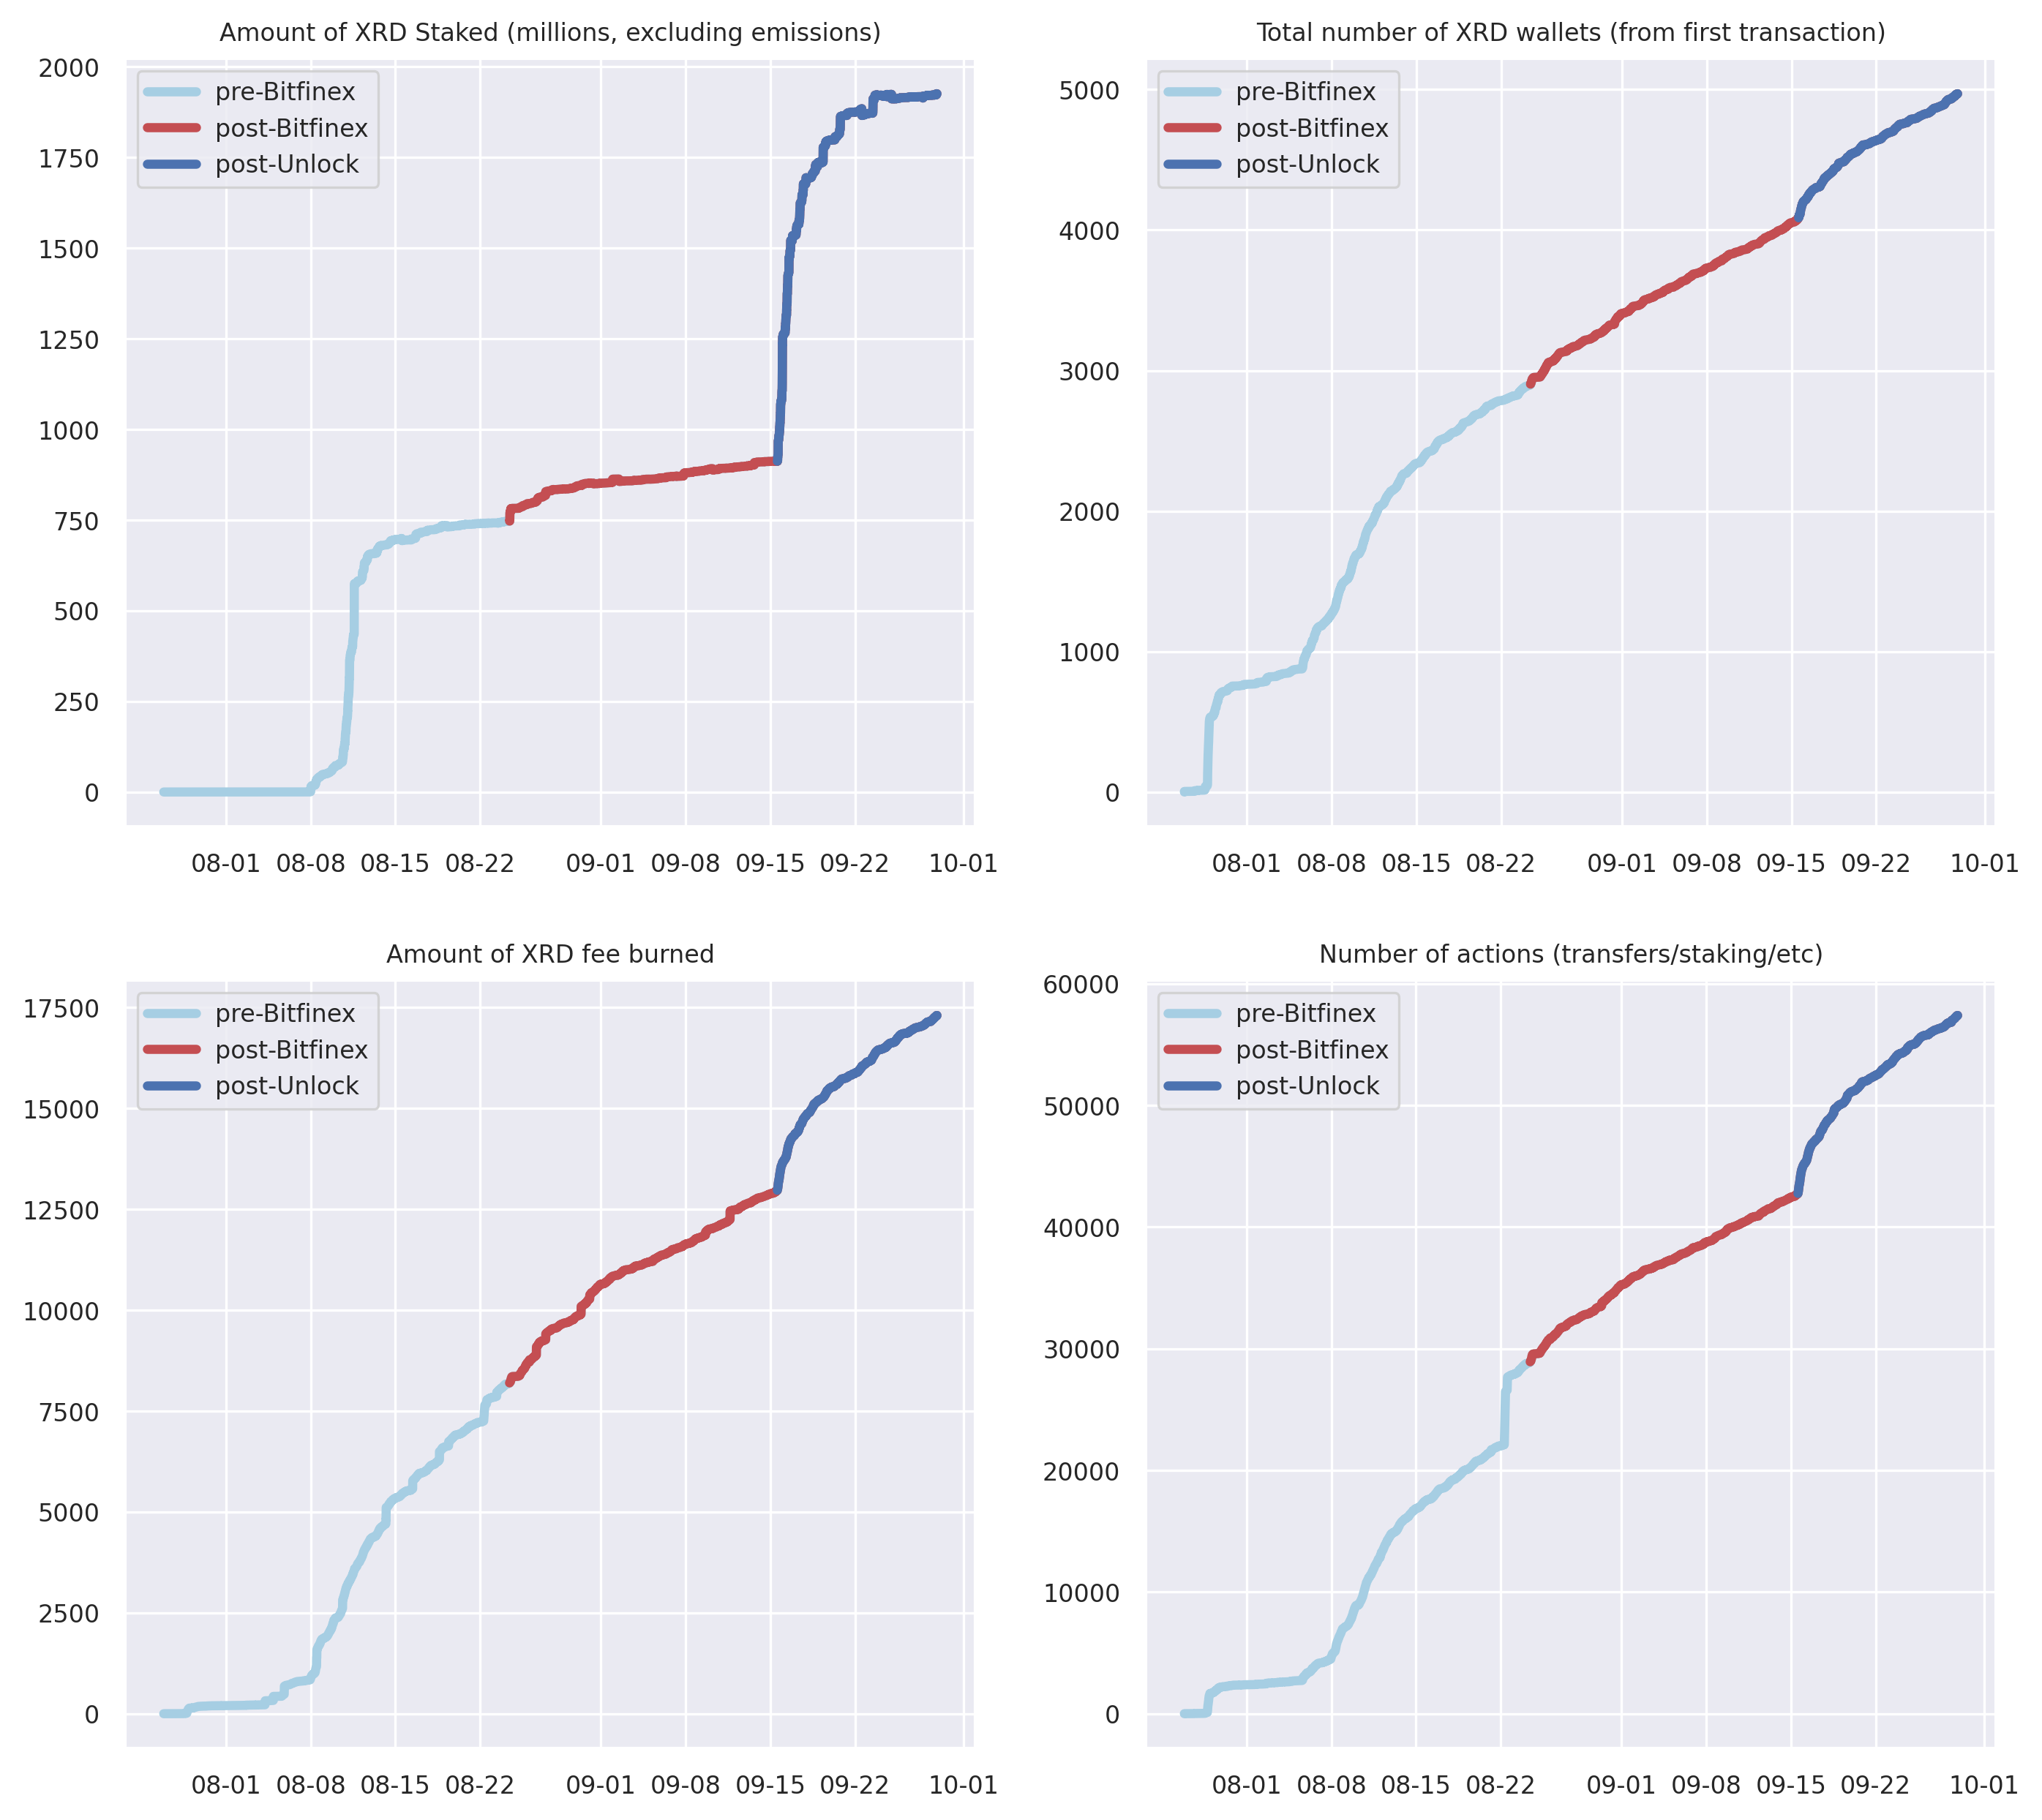 Amount of XRD Staked (millions, excluding emissions)
2000
1750
1500
1250
1000
750
500
250
0
pre-Bitfinex
post-Bitfinex
post-Unlock
08-01 08-08 08-15 08-22 09-01 09-08 09-15 09-22 10-01
Total number of XRD wallets (from first transaction)
5000
4000
3000
2000
1000
0
pre-Bitfinex
post-Bitfinex
post-Unlock
08-01 08-08 08-15 08-22 09-01 09-08 09-15 09-22 10-01
Amount of XRD fee burned
17500
15000
12500
10000
7500
5000
2500
0
pre-Bitfinex
post-Bitfinex
post-Unlock
08-01 08-08 08-15 08-22 09-01 09-08 09-15 09-22 10-01
Number of actions (transfers/staking/etc)
60000
50000
40000
30000
20000
10000
0
pre-Bitfinex
post-Bitfinex
post-Unlock
08-01 08-08 08-15 08-22 09-01 09-08 09-15 09-22 10-01